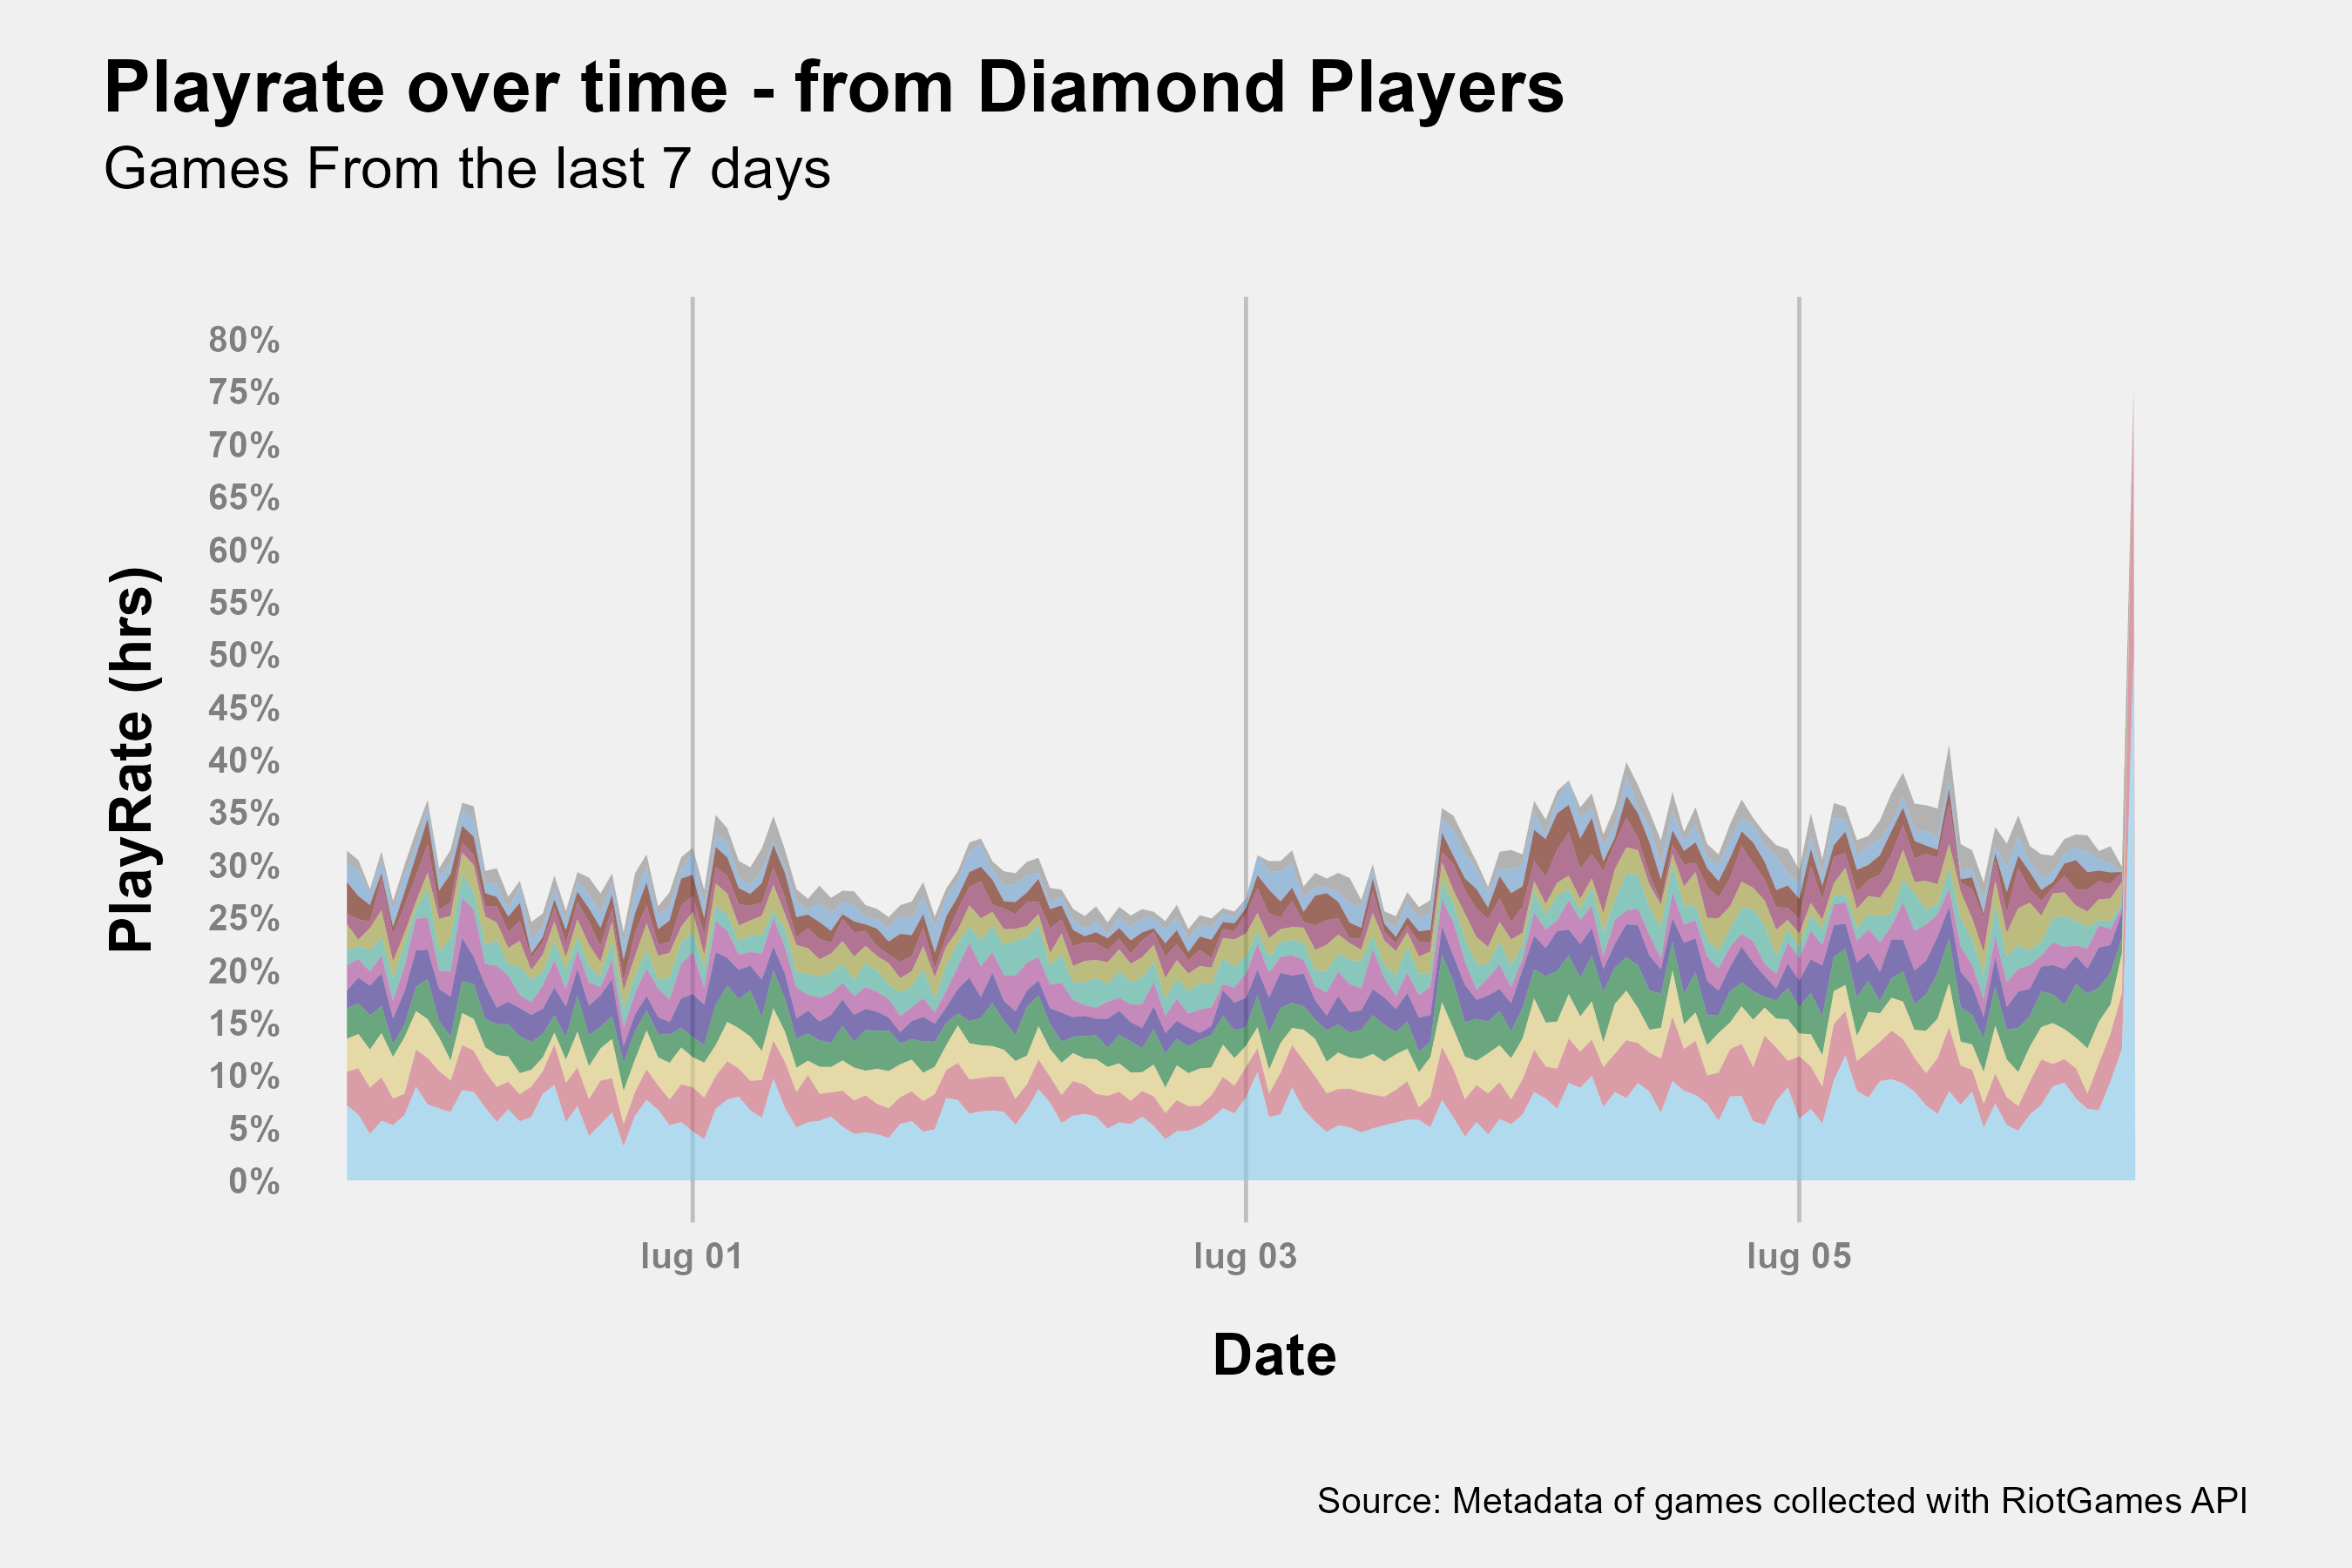 Playrate over time - from Diamond Players
Games From the last 7 days
PlayRate (hrs)
80%
75%
70%
65%
60%
55%
50%
45%
40%
35%
30%
25%
20%
15%
10%
5%
0%
lug 01
lug 03
lug 05
Date
Source: Metadata of games collected with RiotGames API